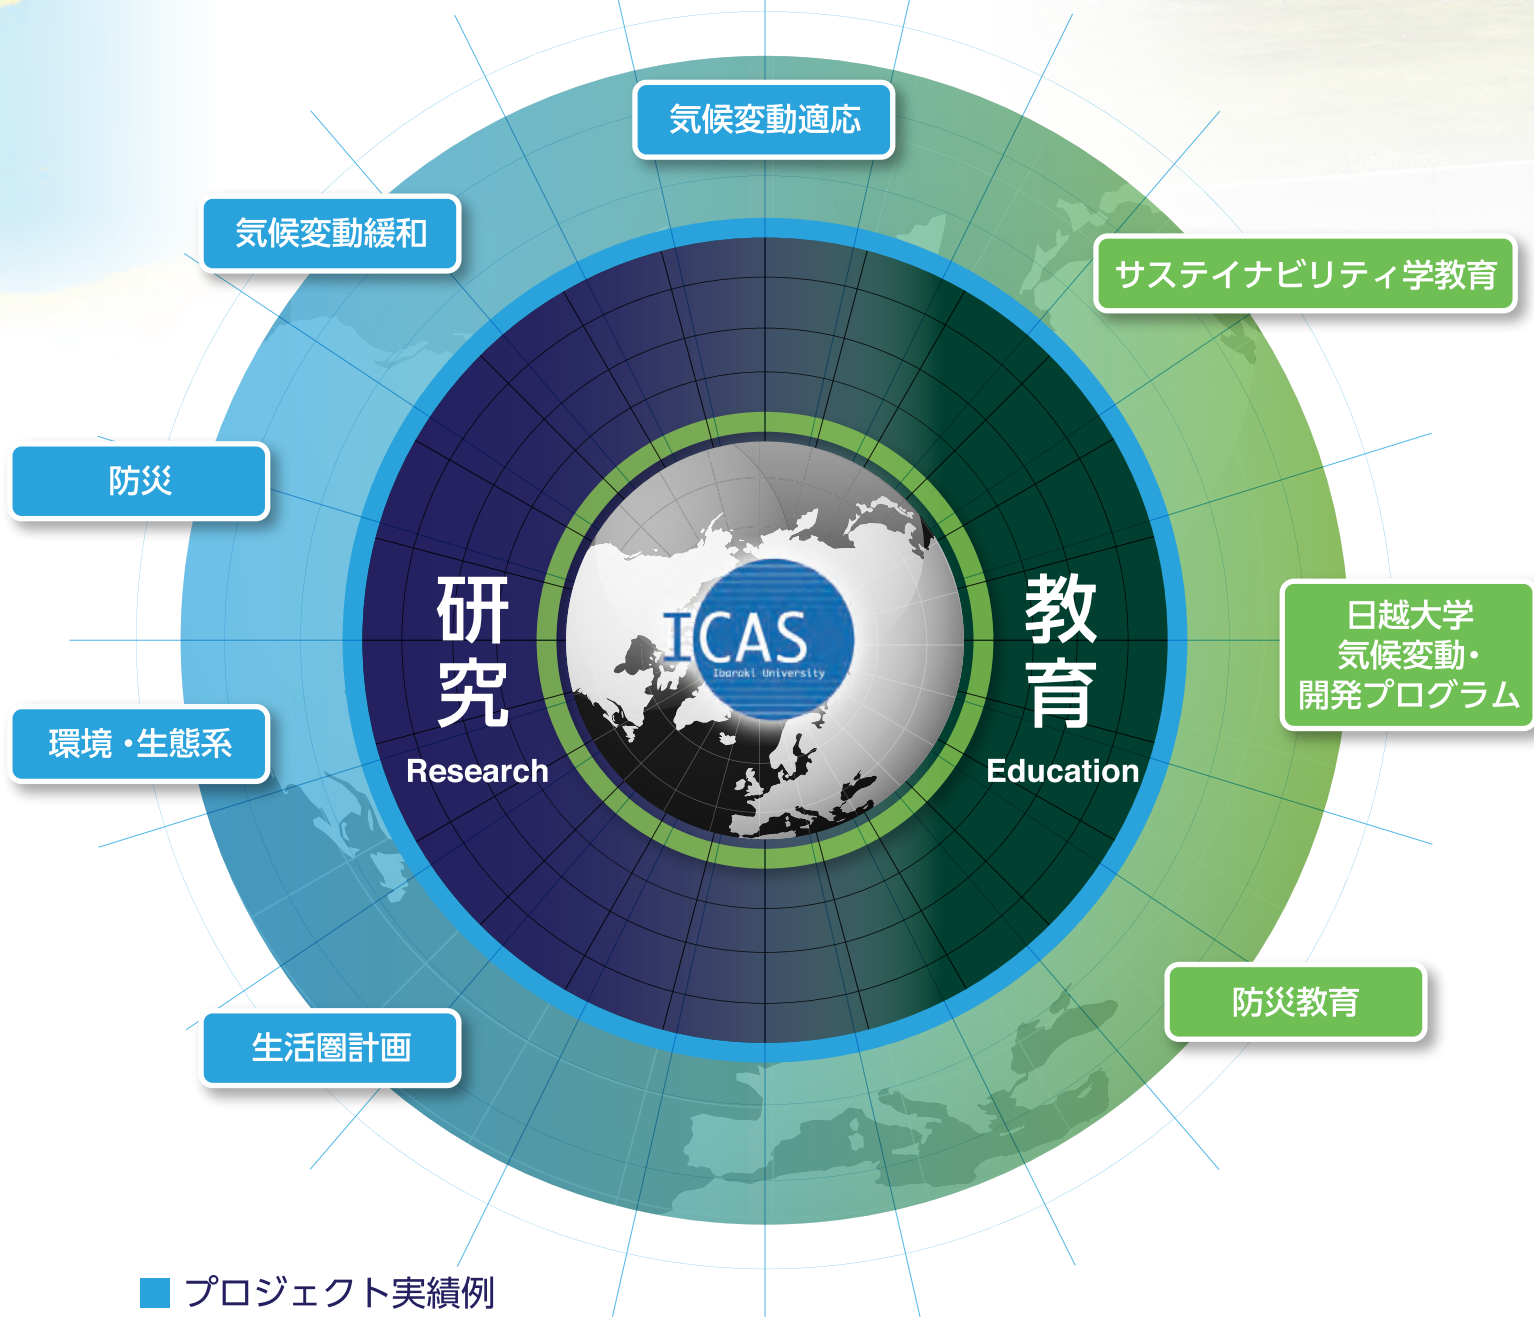 気候変動適応
気候変動緩和
サステイナビリティ学教育
防災
研究
Research
ICAS
Ibaraki University
教育
Education
日越大学
気候変動・
開発プログラム
環境・生態系
防災教育
生活圏計画
プロジェクト実績例